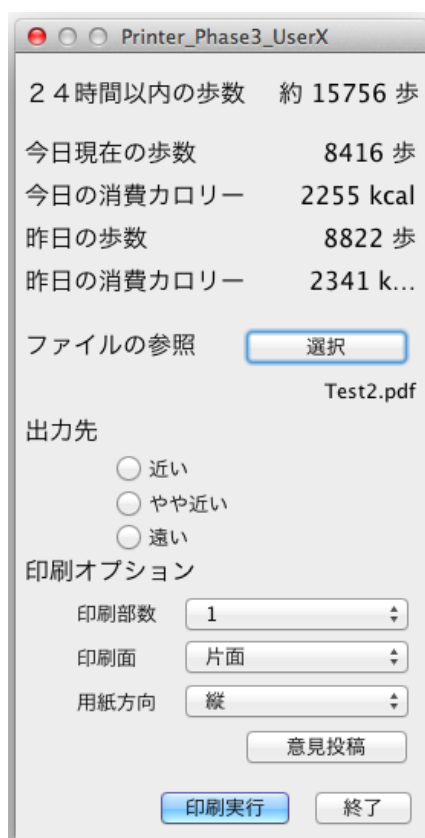 Printer_Phase3_UserX
２４時間以内の歩数 約 15756 歩
今日現在の歩数 8416 歩
今日の消費カロリー 2255 kcal
昨日の歩数 8822 歩
昨日の消費カロリー 2341 k...
ファイルの参照 選択
Test2.pdf
出力先
近い
やや近い
遠い
印刷オプション
印刷部数 1
印刷面 片面
用紙方向 縦
意見投稿
印刷実行 終了